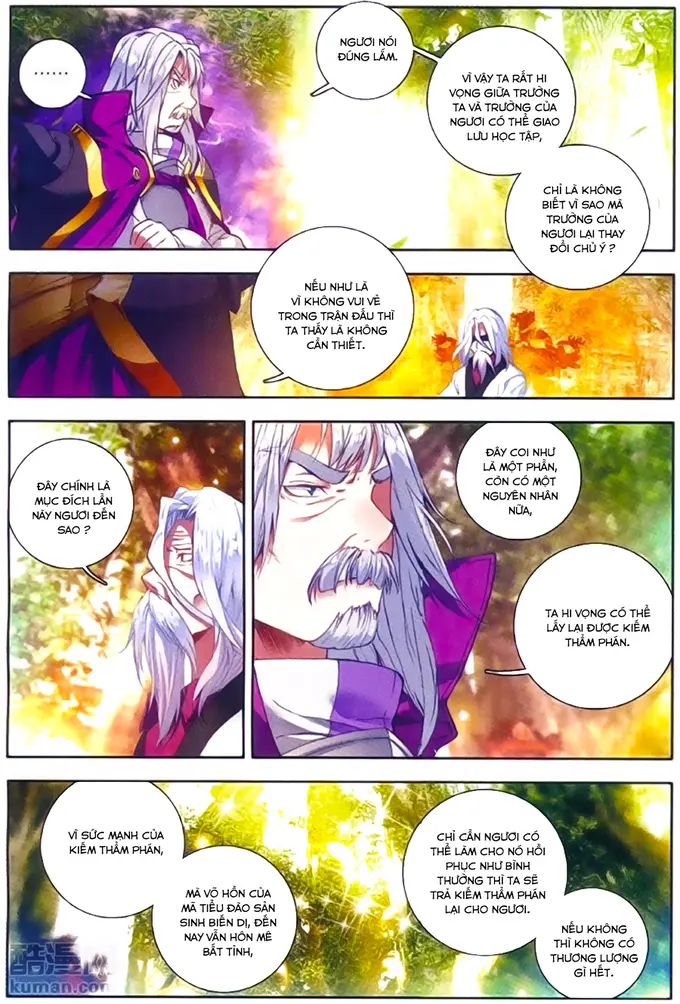 ......
NGƯƠI NÓI
ĐÚNG LẮM.
VÌ VẬY TA RẤT HI
VỌNG GIỮA TRƯỜNG
TA VÀ TRƯỜNG CỦA
NGƯƠI CÓ THỂ GIAO
LƯU HỌC TẬP,
CHỈ LÀ KHÔNG
BIẾT VÌ SAO MÀ
TRƯỜNG CỦA
NGƯƠI LẠI THAY
ĐỔI CHỦ Ý ?
NẾU NHƯ LÀ
VÌ KHÔNG VUI VẺ
TRONG TRẬN ĐẤU THÌ
TA THẤY LÀ KHÔNG
CẦN THIẾT.
ĐÂY CHÍNH LÀ
MỤC ĐÍCH LẦN
NÀY NGƯƠI ĐẾN
SAO ?
ĐÂY COI NHƯ
LÀ MỘT PHẦN,
CÒN CÓ MỘT
NGUYÊN NHÂN
NỮA,
TA HI VỌNG CÓ THỂ
LẤY LẠI ĐƯỢC KIẾM
THẨM PHÁN.
VÌ SỨC MẠNH CỦA
KIẾM THẨM PHÁN,
MÀ VÕ HỒN CỦA
MÃ TIỂU ĐÀO SẢN
SINH BIẾN DỊ, ĐẾN
NAY VẪN HÔN MÊ
BẤT TỈNH,
CHỈ CẦN NGƯƠI CÓ
THỂ LÀM CHO NÓ HỒI
PHỤC NHƯ BÌNH
THƯỜNG THÌ TA SẼ
TRẢ KIẾM THẨM PHÁN
LẠI CHO NGƯƠI.
NẾU KHÔNG
THÌ KHÔNG CÓ
THƯƠNG LƯỢNG
GÌ HẾT.
酷漫
kuman.com